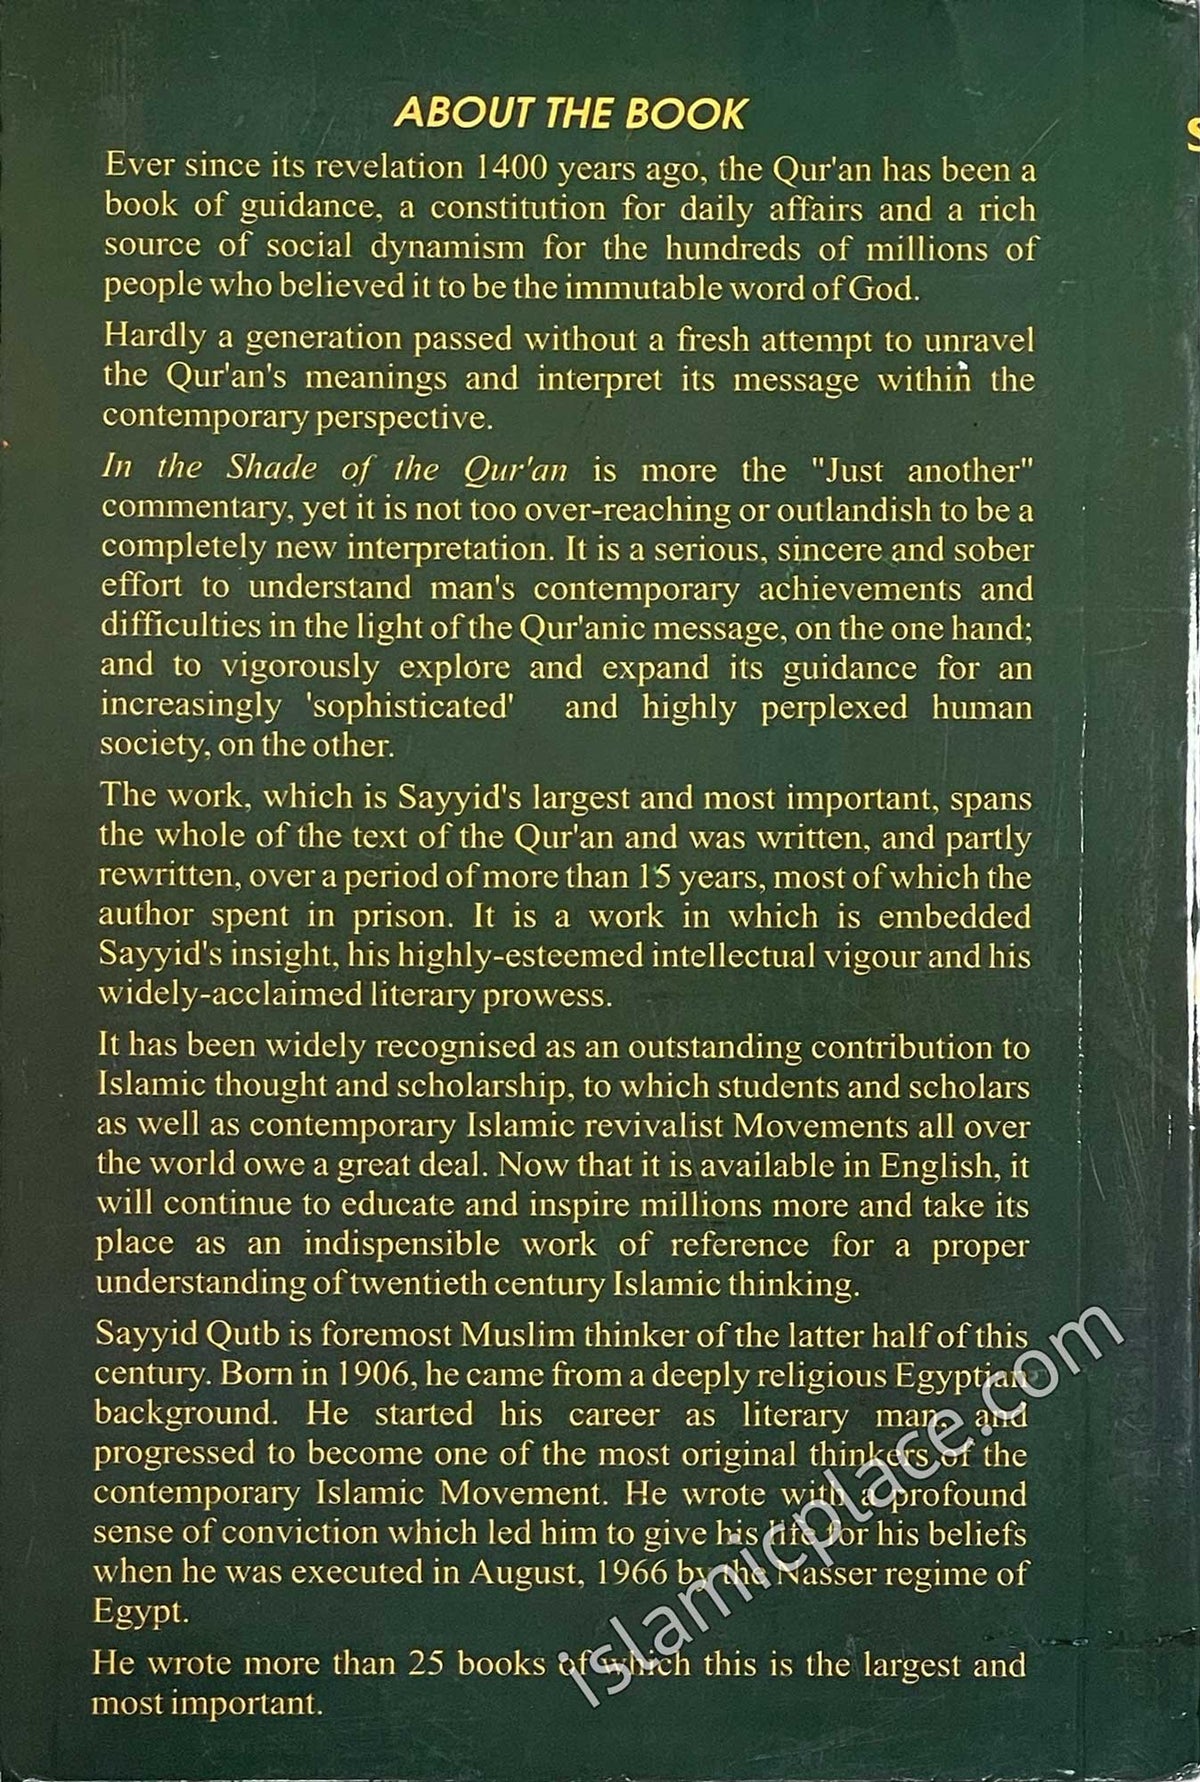 ABOUT THE BOOK
Ever since its revelation 1400 years ago, the Qur'an has been a
book of guidance, a constitution for daily affairs and a rich
source of social dynamism for the hundreds of millions of
people who believed it to be the immutable word of God.
Hardly a generation passed without a fresh attempt to unravel
the Qur'an's meanings and interpret its message within the
contemporary perspective.
In the Shade of the Qur'an is more the "Just another"
commentary, yet it is not too over-reaching or outlandish to be a
completely new interpretation. It is a serious, sincere and sober
effort to understand man's contemporary achievements and
difficulties in the light of the Qur'anic message, on the one hand;
and to vigorously explore and expand its guidance for an
increasingly 'sophisticated' and highly perplexed human
society, on the other.
The work, which is Sayyid's largest and most important, spans
the whole of the text of the Qur'an and was written, and partly
rewritten, over a period of more than 15 years, most of which the
author spent in prison. It is a work in which is embedded
Sayyid's insight, his highly-esteemed intellectual vigour and his
widely-acclaimed literary prowess.
It has been widely recognised as an outstanding contribution to
Islamic thought and scholarship, to which students and scholars
as well as contemporary Islamic revivalist Movements all over
the world owe a great deal. Now that it is available in English, it
will continue to educate and inspire millions more and take its
place as an indispensible work of reference for a proper
understanding of twentieth century Islamic thinking.
Sayyid Qutb is foremost Muslim thinker of the latter half of this
century. Born in 1906, he came from a deeply religious Egyptian
background. He started his career as literary man, and
progressed to become one of the most original thinkers of the
contemporary Islamic Movement. He wrote with a profound
sense of conviction which led him to give his life for his beliefs
when he was executed in August, 1966 by the Nasser regime of
Egypt.
He wrote more than 25 books of which this is the largest and
most important.
islamicplace.com
S